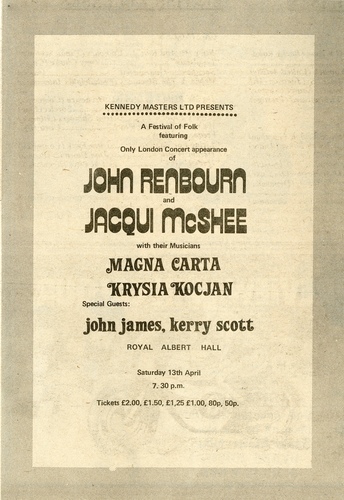 KENNEDY MASTERS LTD PRESENTS
A Festival of Folk
featuring
Only London Concert appearance
of
JOHN RENBOURN
and
JACQUI McSHEE
with their Musicians
MAGNA CARTA
KRYSIA KOCJAN
Special Guests:
john james, kerry scott
ROYAL ALBERT HALL
Saturday 13th April
7. 30 p.m.
Tickets £2.00, £1.50, £1,25 £1.00, 80p, 50p.